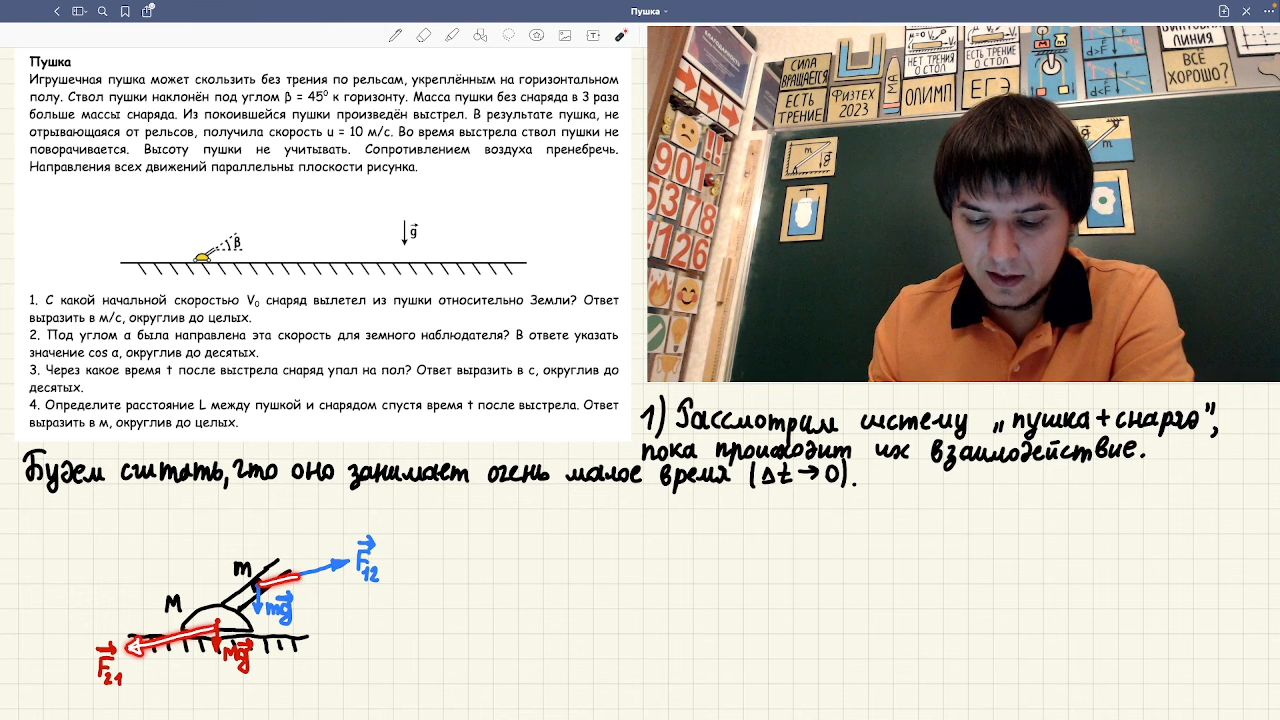 Пушка
Пушка
Игрушечная пушка может скользить без трения по рельсам, укреплённым на горизонтальном
полу. Ствол пушки наклонён под углом β = 45⁰ к горизонту. Масса пушки без снаряда в 3 раза
больше массы снаряда. Из покоившейся пушки произведён выстрел. В результате пушка, не
отрывающаяся от рельсов, получила скорость u = 10 м/с. Во время выстрела ствол пушки не
поворачивается. Высоту пушки не учитывать. Сопротивлением воздуха пренебречь.
Направления всех движений параллельны плоскости рисунка.
β
g
1. С какой начальной скоростью V₀ снаряд вылетел из пушки относительно Земли? Ответ
выразить в м/с, округлив до целых.
2. Под углом α была направлена эта скорость для земного наблюдателя? В ответе указать
значение cos α, округлив до десятых.
3. Через какое время t после выстрела снаряд упал на пол? Ответ выразить в с, округлив до
десятых.
4. Определите расстояние L между пушкой и снарядом спустя время t после выстрела. Ответ
выразить в м, округлив до целых.
БЛАГОДАРНОСТЬ
СИЛА
ВРАЩАЕТСЯ
ЕСТЬ
ТРЕНИЕ
ФИЗТЕХ
2023
МА
НЕТ ТРЕНИЯ
О СТОЛ
ОЛИМП
ЕСТЬ ТРЕНИЕ
О СТОЛ
ЕГЭ
M m
d>F
d<F
ЛИНИЯ
ВСЁ
ХОРОШО?
!!
901
5378
126
m g
m
1) Рассмотрим систему „пушка+снаряд",
пока происходит их взаимодействие.
Будем считать, что оно занимает очень малое время (Δt→0).
m
F₁₂
M
mg
Mg
F₂₁